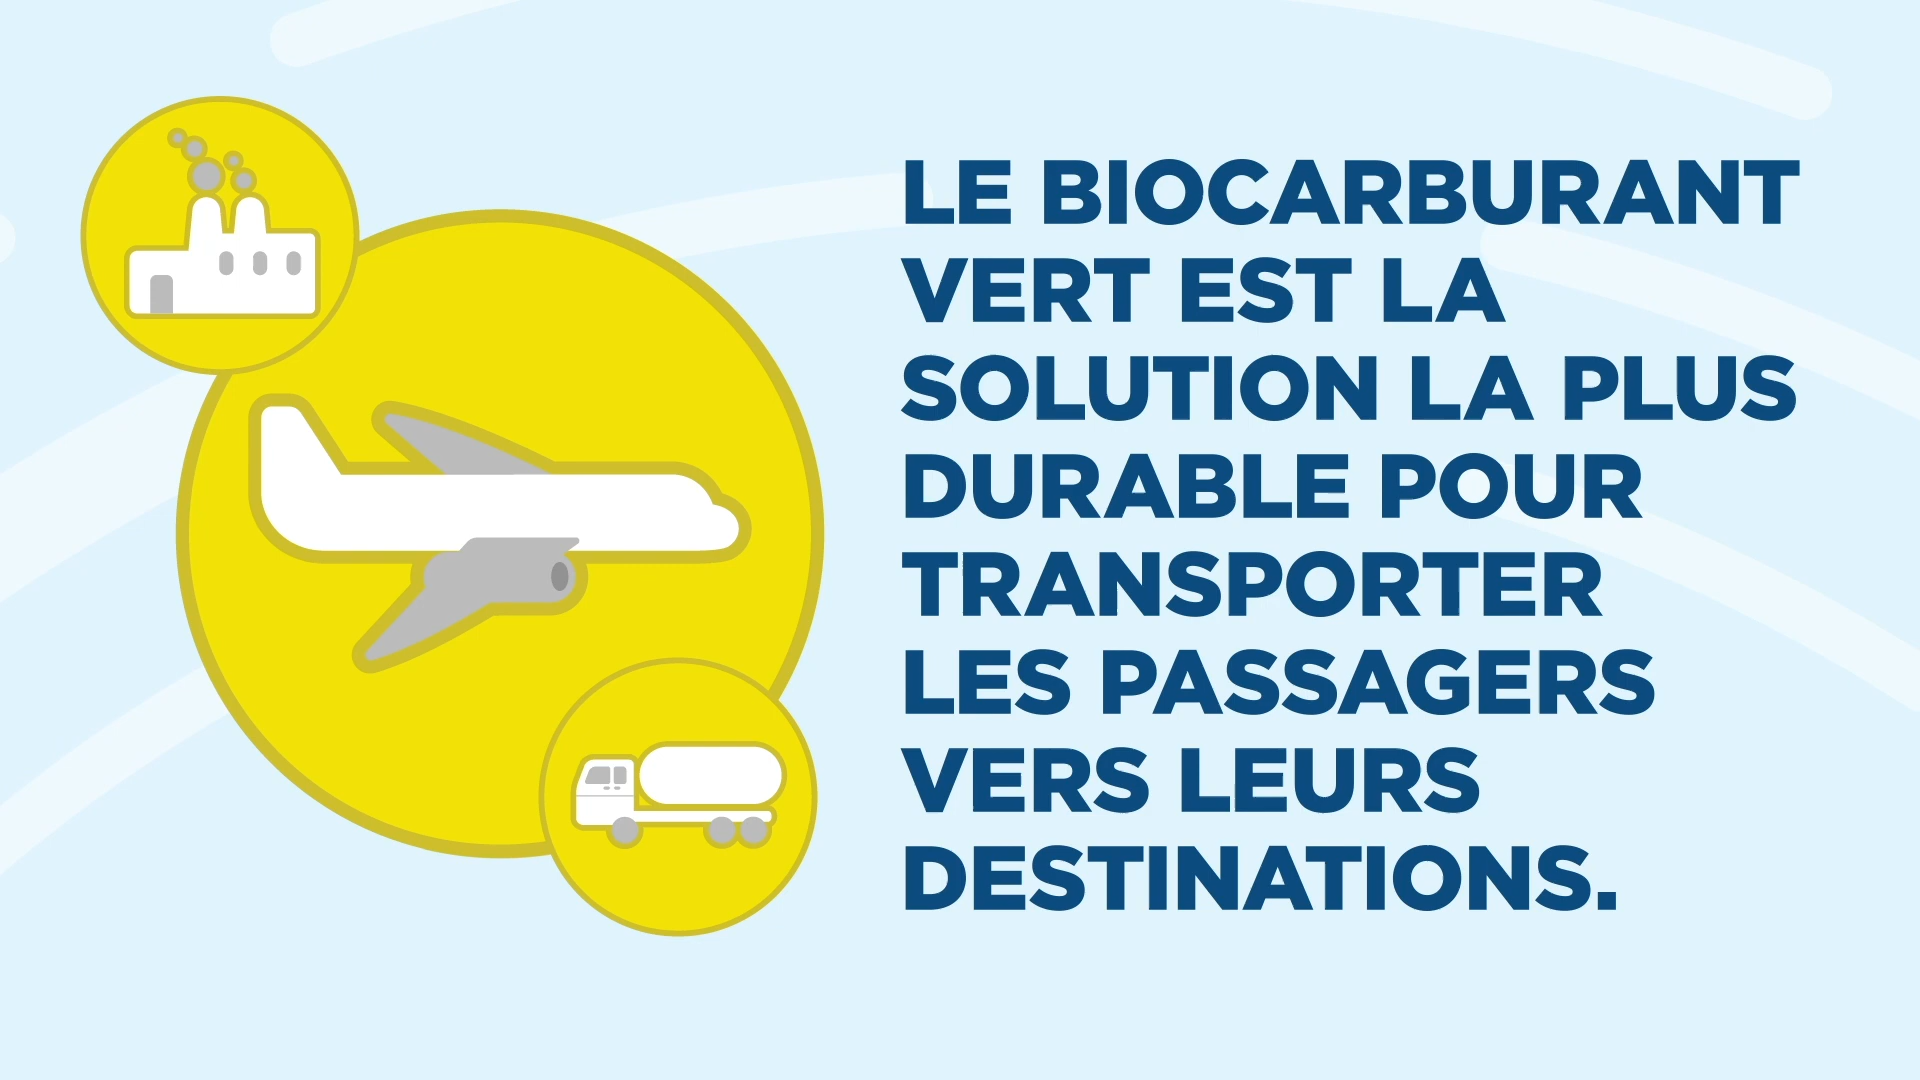 LE BIOCARBURANT
VERT EST LA
SOLUTION LA PLUS
DURABLE POUR
TRANSPORTER
LES PASSAGERS
VERS LEURS
DESTINATIONS.